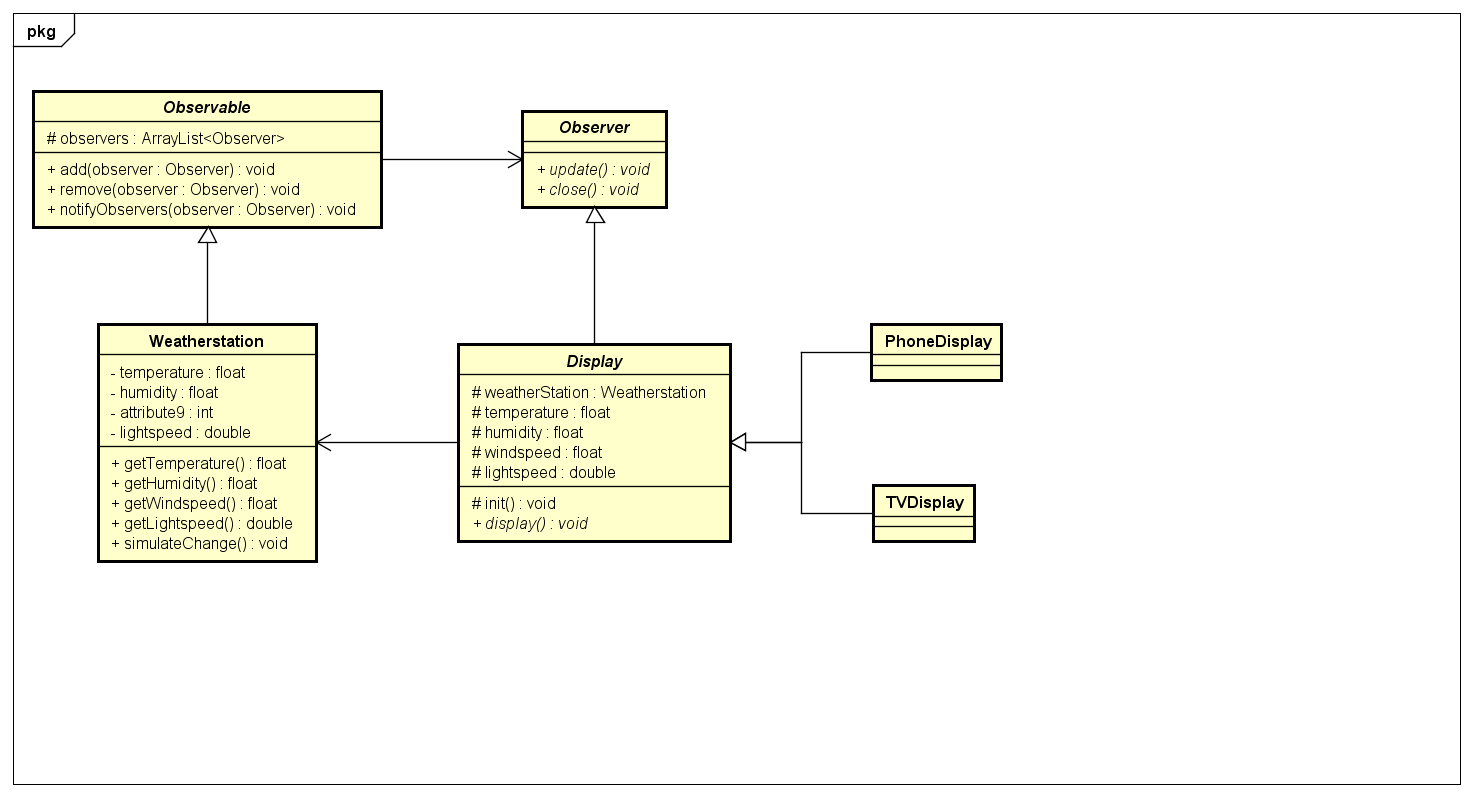 pkg
Observable
# observers : ArrayList<Observer>
+ add(observer : Observer) : void
+ remove(observer : Observer) : void
+ notifyObservers(observer : Observer) : void
Observer
+ update() : void
+ close() : void
Weatherstation
- temperature : float
- humidity : float
- attribute9 : int
- lightspeed : double
+ getTemperature() : float
+ getHumidity() : float
+ getWindspeed() : float
+ getLightspeed() : double
+ simulateChange() : void
Display
# weatherStation : Weatherstation
# temperature : float
# humidity : float
# windspeed : float
# lightspeed : double
# init() : void
+ display() : void
PhoneDisplay
TVDisplay